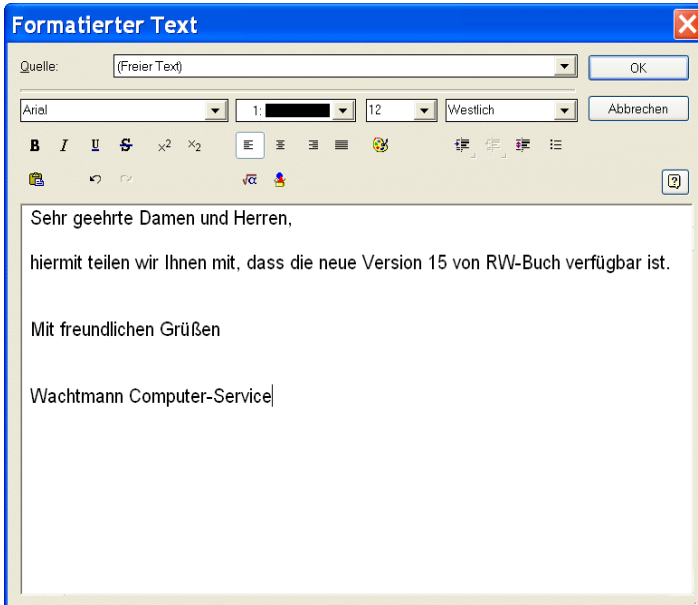 Formatierter Text
Quelle: (Freier Text) OK
Arial 1: 12 Westlich Abbrechen
B I U S x² x₂
√α
Sehr geehrte Damen und Herren,
hiermit teilen wir Ihnen mit, dass die neue Version 15 von RW-Buch verfügbar ist.
Mit freundlichen Grüßen
Wachtmann Computer-Service